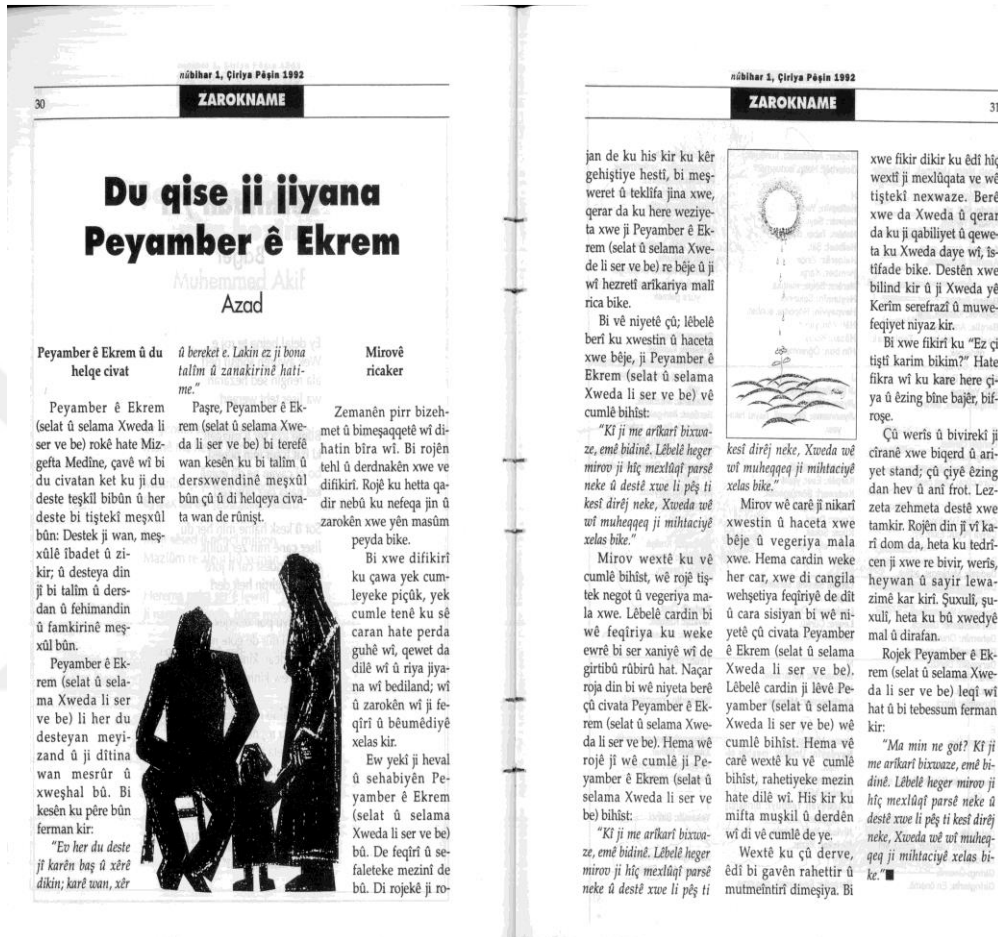 nûbihar 1, Çiriya Pêşin 1992
30
ZAROKNAME
Du qise ji jiyana
Peyamber ê Ekrem
Azad
Peyamber ê Ekrem û du
helqe civat
Peyamber ê Ekrem
(selat û selama Xweda li
ser ve be) rokê hate Miz-
gefta Medîne, çavê wî bi
du civatan ket ku ji du
deste teşkîl bibûn û her
deste bi tiştekî meşxûl
bûn: Destek ji wan, meş-
xûlê îbadet û zi-
kir; û desteya din
jî bi talîm û ders-
dan û fehimandin
û famkirinê meş-
xûl bûn.
Peyamber ê Ek-
rem (selat û sela-
ma Xweda li ser
ve be) li her du
desteyan meyi-
zand û ji dîtina
wan mesrûr û
xweşhal bû. Bi
kesên ku pêre bûn
ferman kir:
"Ev her du deste
jî karên baş û xêrê
dikin; karê wan, xêr
û bereket e. Lakin ez ji bona
talîm û zanakirinê hati-
me."
Paşre, Peyamber ê Ek-
rem (selat û selama Xwe-
da li ser ve be) bi terefê
wan kesên ku bi talîm û
dersxwendinê meşxûl
bûn çû û di helqeya civa-
ta wan de rûnişt.
Mirovê
ricaker
Zemanên pirr bizeh-
met û bimeşaqqetê wî di-
hatin bîra wî. Bi rojên
tehl û derdnakên xwe ve
difikirî. Rojê ku hetta qa-
dir nebû ku nefeqa jin û
zarokên xwe yên masûm
peyda bike.
Bi xwe difikirî
ku çawa yek cum-
leyeke piçûk, yek
cumle tenê ku sê
caran hate perda
guhê wî, qewet da
dilê wî û riya jiya-
na wî bediland; wî
û zarokên wî ji fe-
qîrî û bêumêdiyê
xelas kir.
Ew yekî ji heval
û sehabiyên Pe-
yamber ê Ekrem
(selat û selama
Xweda li ser ve be)
bû. De feqîrî û se-
faleteke mezinî de
bû. Di rojekê ji ro-
nûbihar 1, Çiriya Pêşin 1992
ZAROKNAME
31
jan de ku his kir ku kêr
gehiştiye hestî, bi meş-
weret û teklîfa jina xwe,
qerar da ku here weziye-
ta xwe ji Peyamber ê Ek-
rem (selat û selama Xwe-
de li ser ve be) re bêje û ji
wî hezretî arîkariya malî
rica bike.
Bi vê niyetê çû; lêbelê
berî ku xwestin û haceta
xwe bêje, ji Peyamber ê
Ekrem (selat û selama
Xweda li ser ve be) vê
cumlê bihîst:
"Kî ji me arîkarî bixwa-
ze, emê bidinê. Lêbelê heger
mirov ji hîç mexlûqî parsê
neke û destê xwe li pêş ti
kesî dirêj neke, Xweda wê
wî muheqqeq ji mihtaciyê
xelas bike."
Mirov wextê ku vê
cumlê bihîst, wê rojê tiş-
tek negot û vegeriya ma-
la xwe. Lêbelê cardin bi
wê feqîriya ku weke
ewrê bi ser xaniyê wî de
girtibû rûbirû hat. Naçar
roja din bi wê niyeta berê
çû civata Peyamber ê Ek-
rem (selat û selama Xwe-
da li ser ve be). Hema wê
rojê jî wê cumlê ji Pe-
yamber ê Ekrem (selat û
selama Xweda li ser ve
be) bihîst:
"Kî ji me arîkarî bixwa-
ze, emê bidinê. Lêbelê heger
mirov ji hîç mexlûqî parsê
neke û destê xwe li pêş ti
kesî dirêj neke, Xweda wê
wî muheqqeq ji mihtaciyê
xelas bike."
Mirov wê carê jî nikarî
xwestin û haceta xwe
bêje û vegeriya mala
xwe. Hema cardin weke
her car, xwe di cangila
wehşetiya feqîriyê de dît
û cara sisiyan bi wê ni-
yetê çû civata Peyamber
ê Ekrem (selat û selama
Xweda li ser ve be).
Lêbelê cardin ji lêvê Pe-
yamber (selat û selama
Xweda li ser ve be) wê
cumlê bihîst. Hema vê
carê wextê ku vê cumlê
bihîst, rahetiyeke mezin
hate dilê wî. His kir ku
mifta muşkil û derdên
wî di vê cumlê de ye.
Wextê ku çû derve,
êdî bi gavên rahettir û
mutmeîntirî dimeşiya. Bi
xwe fikir dikir ku êdî hîç
wextî ji mexlûqata ve wê
tiştekî nexwaze. Berê
xwe da Xweda û qerar
da ku ji qabiliyet û qewe-
ta ku Xweda daye wî, îs-
tîfade bike. Destên xwe
bilind kir û ji Xweda yê
Kerîm serefrazî û muwe-
feqiyet niyaz kir.
Bi xwe fikirî ku "Ez çi
tiştî karim bikim?" Hate
fikra wî ku kare here çi-
ya û êzing bîne bajêr, bif-
roşe.
Çû werîs û bivirekî ji
cîranê xwe biqerd û ari-
yet stand; çû çiyê êzing
dan hev û anî frot. Lez-
zeta zehmeta destê xwe
tamkir. Rojên din jî vî ka-
rî dom da, heta ku tedrî-
cen ji xwe re bivir, werîs,
heywan û sayir lewa-
zimê kar kirî. Şuxulî, şu-
xulî, heta ku bû xwedyê
mal û dirafan.
Rojek Peyamber ê Ek-
rem (selat û selama Xwe-
da li ser ve be) leqî wî
hat û bi tebessum ferman
kir:
"Ma min ne got? Kî ji
me arîkarî bixwaze, emê bi-
dinê. Lêbelê heger mirov ji
hîç mexlûqî parsê neke û
destê xwe li pêş ti kesî dirêj
neke, Xweda wê wî muheq-
qeq ji mihtaciyê xelas bi-
ke."